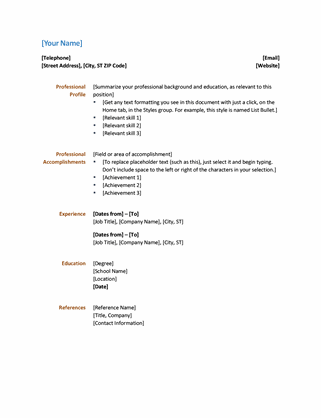 [Your Name]
[Telephone] [Email]
[Street Address], [City, ST ZIP Code] [Website]
Professional Profile
[Summarize your professional background and education, as relevant to this
position]
[Get any text formatting you see in this document with just a click, on the
Home tab, in the Styles group. For example, this style is named List Bullet.]
[Relevant skill 1]
[Relevant skill 2]
[Relevant skill 3]
Professional Accomplishments
[Field or area of accomplishment]
[To replace placeholder text (such as this), just select it and begin typing.
Don't include space to the left or right of the characters in your selection.]
[Achievement 1]
[Achievement 2]
[Achievement 3]
Experience
[Dates from] – [To]
[Job Title], [Company Name], [City, ST]
[Dates from] – [To]
[Job Title], [Company Name], [City, ST]
Education
[Degree]
[School Name]
[Location]
[Date]
References
[Reference Name]
[Title, Company]
[Contact Information]